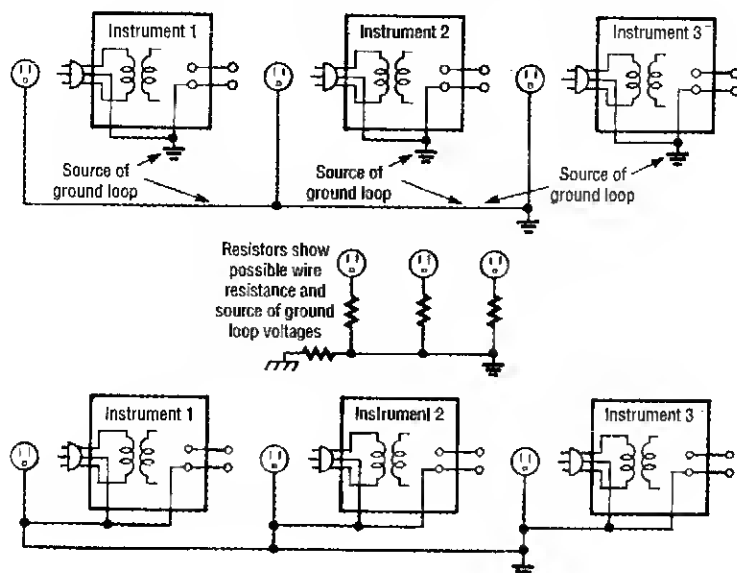 Instrument 1
Instrument 2
Instrument 3
Source of
ground loop
Source of
ground loop
Source of
ground loop
Resistors show
possible wire
resistance and
source of ground
loop voltages
Instrument 1
Instrument 2
Instrument 3